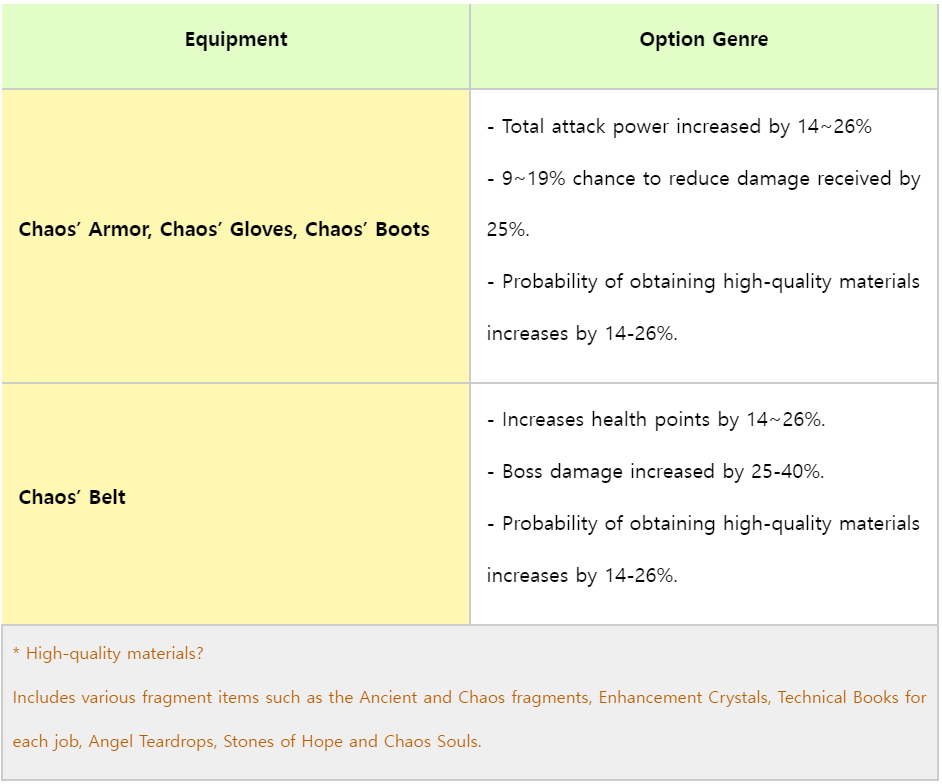 Equipment
Option Genre
Chaos’ Armor, Chaos’ Gloves, Chaos’ Boots
- Total attack power increased by 14~26%
- 9~19% chance to reduce damage received by
25%.
- Probability of obtaining high-quality materials
increases by 14-26%.
Chaos’ Belt
- Increases health points by 14~26%.
- Boss damage increased by 25-40%.
- Probability of obtaining high-quality materials
increases by 14-26%.
* High-quality materials?
Includes various fragment items such as the Ancient and Chaos fragments, Enhancement Crystals, Technical Books for
each job, Angel Teardrops, Stones of Hope and Chaos Souls.